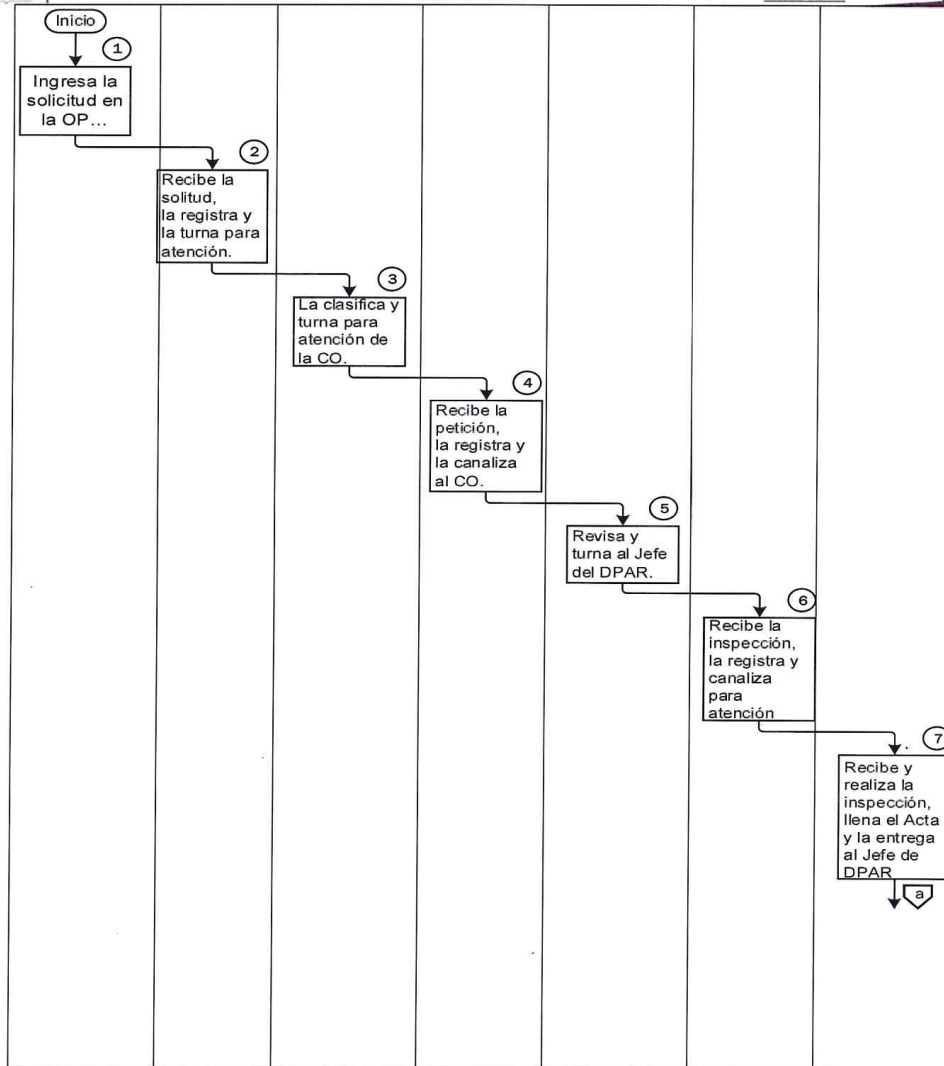 Inicio
1
Ingresa la
solicitud en
la OP...
2
Recibe la
solitud,
la registra y
la turna para
atención.
3
La clasifica y
turna para
atención de
la CO.
4
Recibe la
petición,
la registra y
la canaliza
al CO.
5
Revisa y
turna al Jefe
del DPAR.
6
Recibe la
inspección,
la registra y
canaliza
para
atención
7
Recibe y
realiza la
inspección,
llena el Acta
y la entrega
al Jefe de
DPAR
a